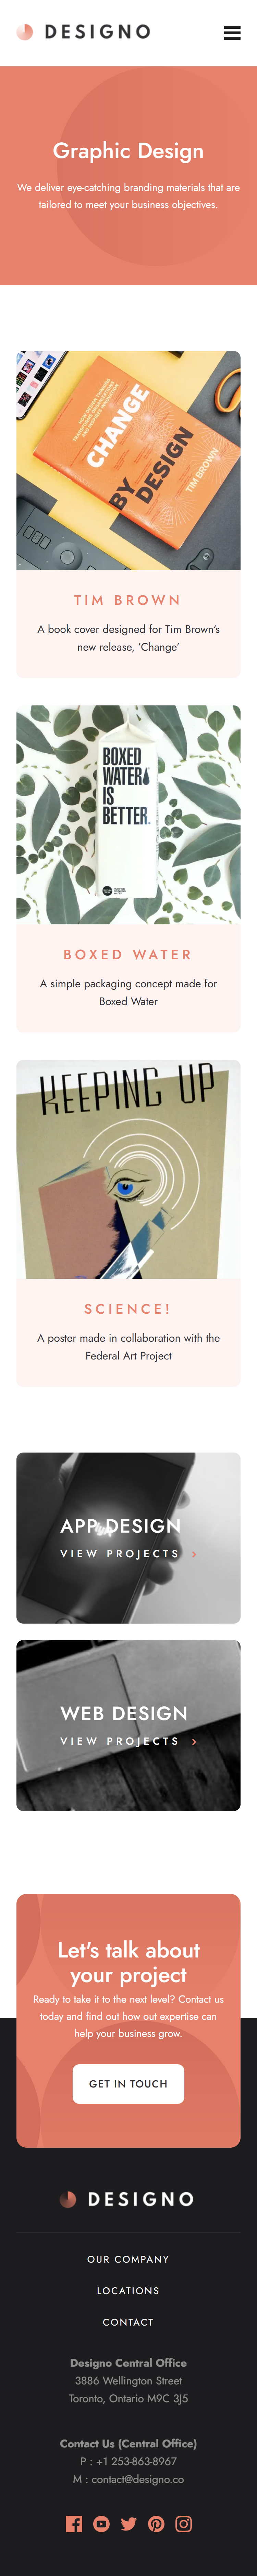 DESIGNO
Graphic Design
We deliver eye-catching branding materials that are
tailored to meet your business objectives.
CHANGE
BY
DESIGN
TIM BROWN
TIM BROWN
A book cover designed for Tim Brown's
new release, 'Change'
BOXED
WATER
IS
BETTER.
BOXED WATER
A simple packaging concept made for
Boxed Water
KEEPING UP
SCIENCE!
A poster made in collaboration with the
Federal Art Project
APP DESIGN
VIEW PROJECTS
WEB DESIGN
VIEW PROJECTS
Let's talk about
your project
Ready to take it to the next level? Contact us
today and find out how out expertise can
help your business grow.
GET IN TOUCH
DESIGNO
OUR COMPANY
LOCATIONS
CONTACT
Designo Central Office
3886 Wellington Street
Toronto, Ontario M9C 3J5
Contact Us (Central Office)
P : +1 253-863-8967
M : contact@designo.co